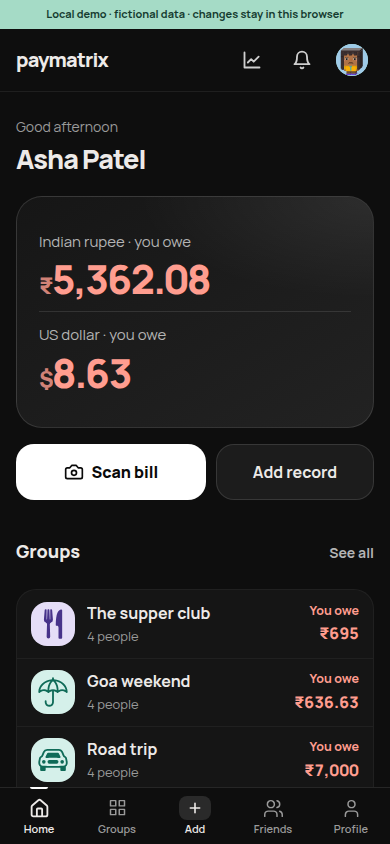 Local demo · fictional data · changes stay in this browser
paymatrix
Good afternoon
Asha Patel
Indian rupee · you owe
₹5,362.08
US dollar · you owe
$8.63
Scan bill
Add record
Groups
See all
The supper club
You owe
4 people
₹695
Goa weekend
You owe
4 people
₹636.63
Road trip
You owe
4 people
₹7,000
Home
Groups
Add
Friends
Profile